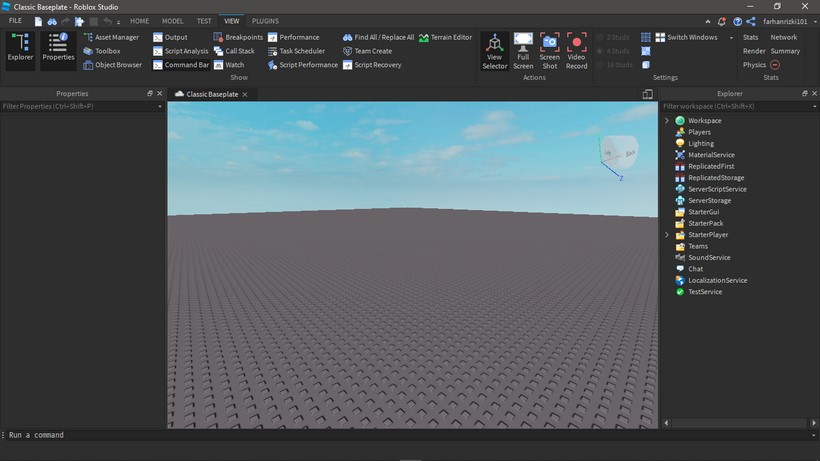 Classic Baseplate - Roblox Studio
FILE HOME MODEL TEST VIEW PLUGINS farhanrizki101
Explorer
Properties
Asset Manager
Toolbox
Object Browser
Output
Script Analysis
Command Bar
Breakpoints
Call Stack
Watch
Performance
Task Scheduler
Script Performance
Find All / Replace All
Team Create
Script Recovery
Terrain Editor
Show
View Selector
Full Screen
Screen Shot
Video Record
Actions
2 Studs
4 Studs
16 Studs
Switch Windows
Settings
Stats Network
Render Summary
Physics
Stats
Properties
Filter Properties (Ctrl+Shift+P)
Classic Baseplate
Back
Z
Explorer
Filter workspace (Ctrl+Shift+X)
Workspace
Players
Lighting
MaterialService
ReplicatedFirst
ReplicatedStorage
ServerScriptService
ServerStorage
StarterGui
StarterPack
StarterPlayer
Teams
SoundService
Chat
LocalizationService
TestService
Run a command